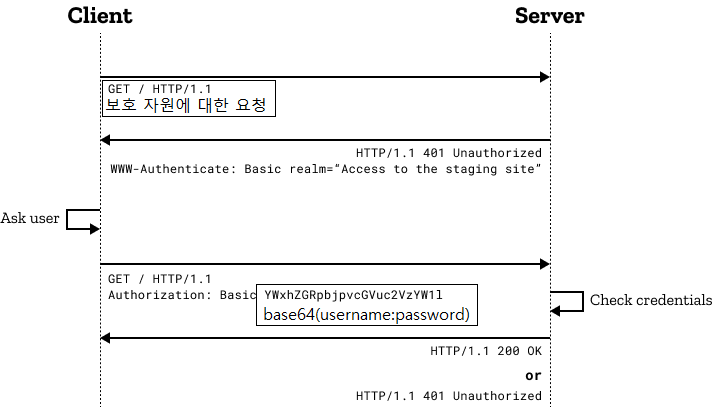 Client
Server
GET / HTTP/1.1
보호 자원에 대한 요청
HTTP/1.1 401 Unauthorized
WWW-Authenticate: Basic realm=“Access to the staging site”
Ask user
GET / HTTP/1.1
Authorization: Basic YWxhZGRpbjpvcGVuc2VzYW1l
base64(username:password)
Check credentials
HTTP/1.1 200 OK
or
HTTP/1.1 401 Unauthorized